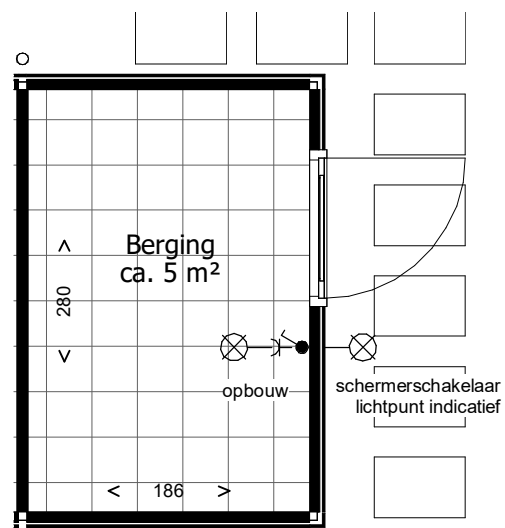 Berging
ca. 5 m²
< 280 >
opbouw
schermerschakelaar
lichtpunt indicatief
< 186 >